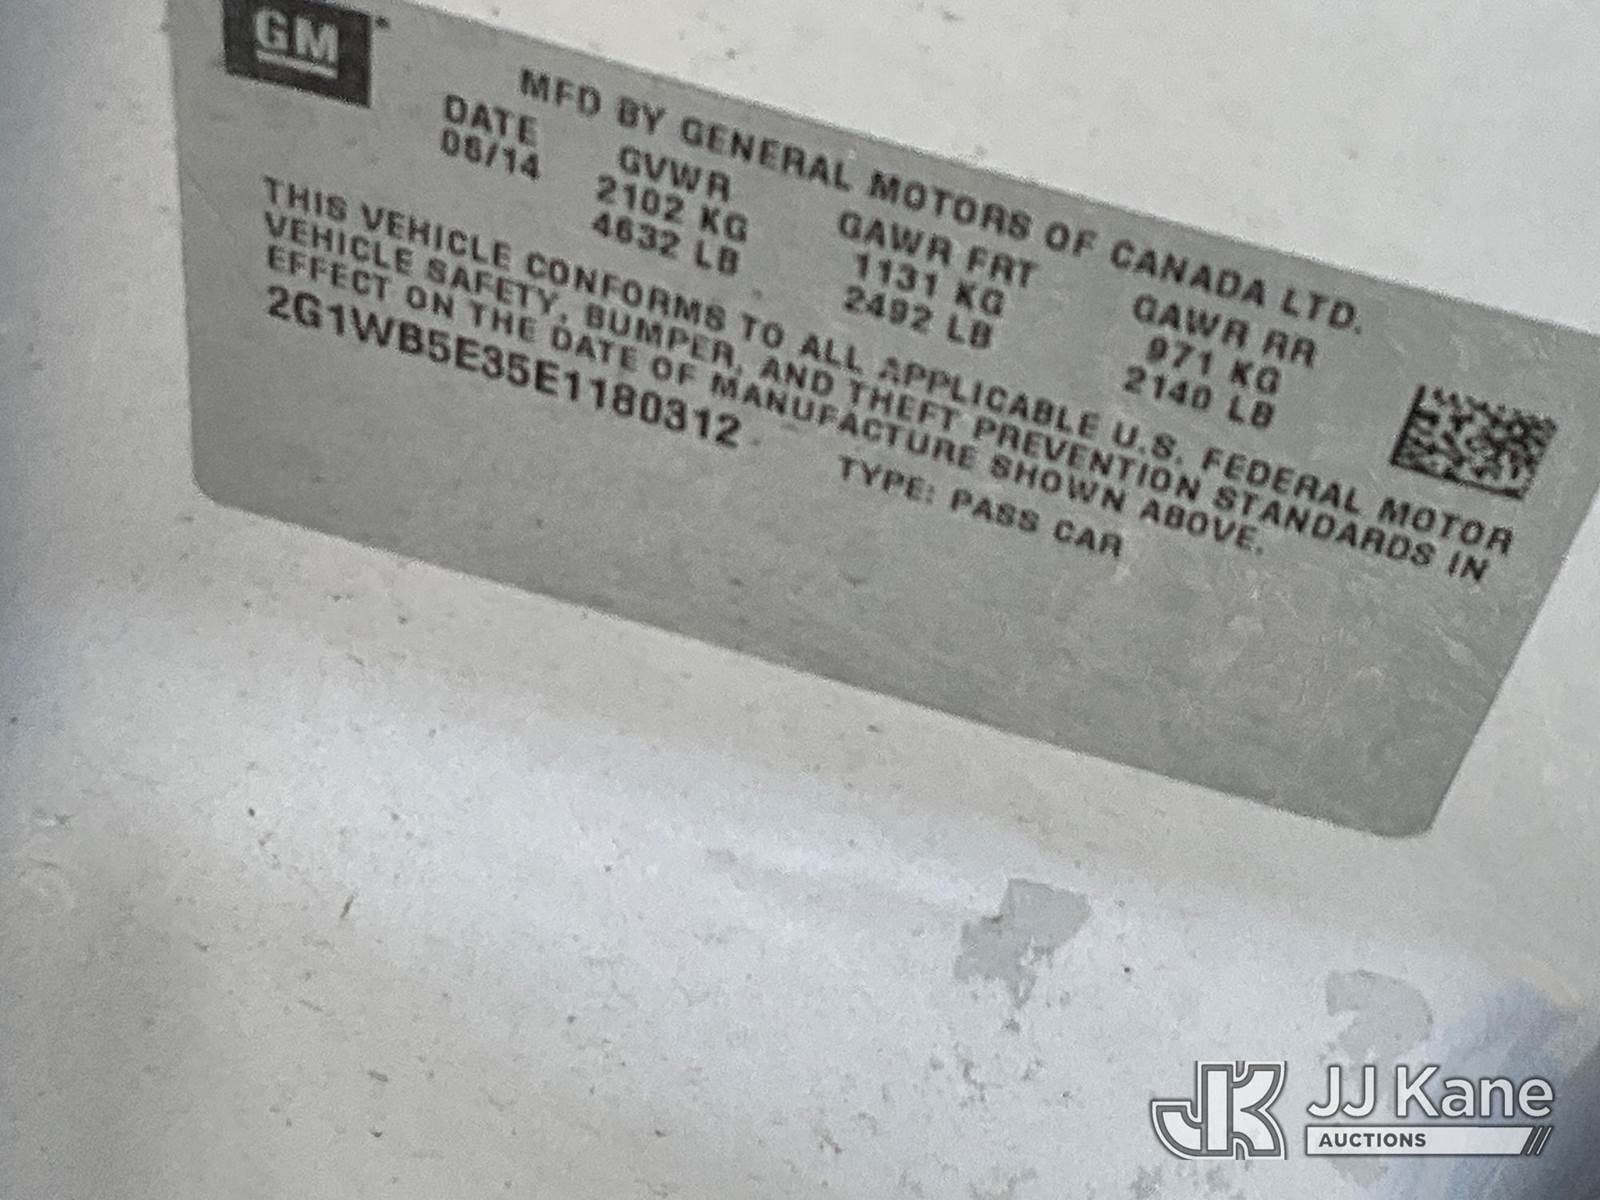 GM
MFD BY GENERAL MOTORS OF CANADA LTD.
DATE GVWR GAWR FRT GAWR RR
06/14 2102 KG 1131 KG 971 KG
4632 LB 2492 LB 2140 LB
THIS VEHICLE CONFORMS TO ALL APPLICABLE U.S. FEDERAL MOTOR
VEHICLE SAFETY, BUMPER, AND THEFT PREVENTION STANDARDS IN
EFFECT ON THE DATE OF MANUFACTURE SHOWN ABOVE.
2G1WB5E35E1180312 TYPE: PASS CAR
JK JJ Kane
AUCTIONS